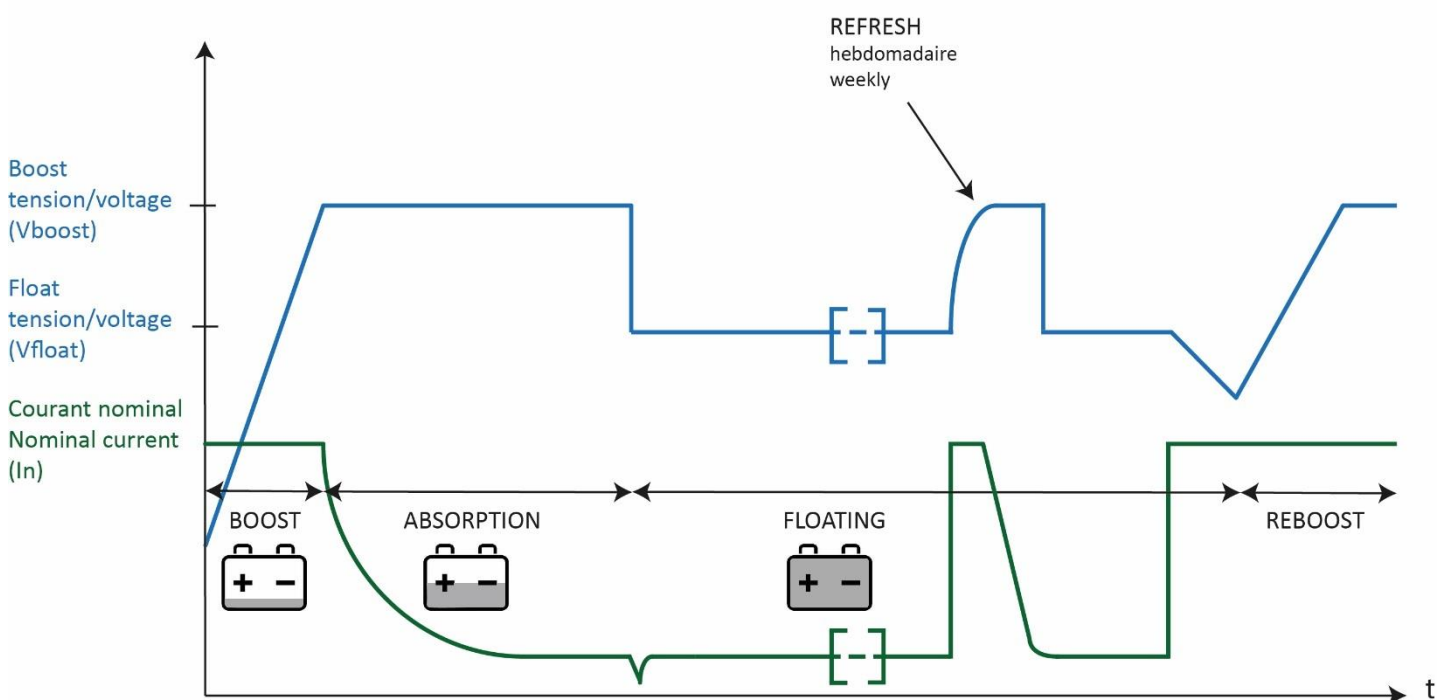 REFRESH
hebdomadaire
weekly
Boost
tension/voltage
(Vboost)
Float
tension/voltage
(Vfloat)
Courant nominal
Nominal current
(In)
BOOST
ABSORPTION
FLOATING
REBOOST
+ −
+ −
+ −
t